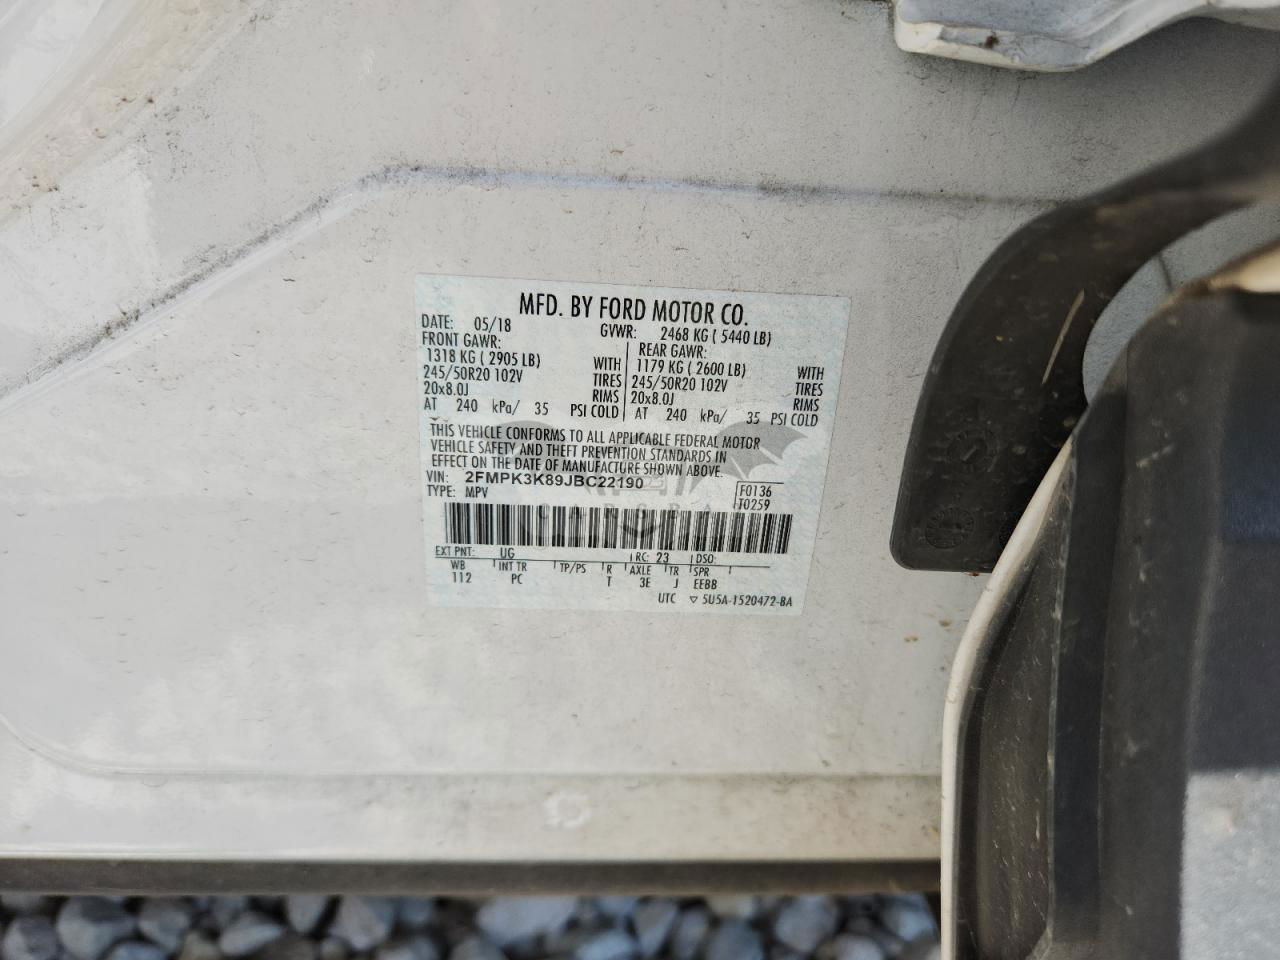 MFD. BY FORD MOTOR CO.
DATE: 05/18 GVWR: 2468 KG ( 5440 LB)
FRONT GAWR: REAR GAWR:
1318 KG ( 2905 LB) WITH 1179 KG ( 2600 LB) WITH
245/50R20 102V TIRES 245/50R20 102V TIRES
20x8.0J RIMS 20x8.0J RIMS
AT 240 kPa/ 35 PSI COLD AT 240 kPa/ 35 PSI COLD
THIS VEHICLE CONFORMS TO ALL APPLICABLE FEDERAL MOTOR
VEHICLE SAFETY AND THEFT PREVENTION STANDARDS IN
EFFECT ON THE DATE OF MANUFACTURE SHOWN ABOVE.
VIN: 2FMPK3K89JBC22190 F0136
TYPE: MPV T0259
EXT PNT: UG RC: 23 DSO:
WB INT TR TP/PS R AXLE TR SPR
112 PC T 3E J EEBB
UTC ▽ 5U5A-1520472-BA